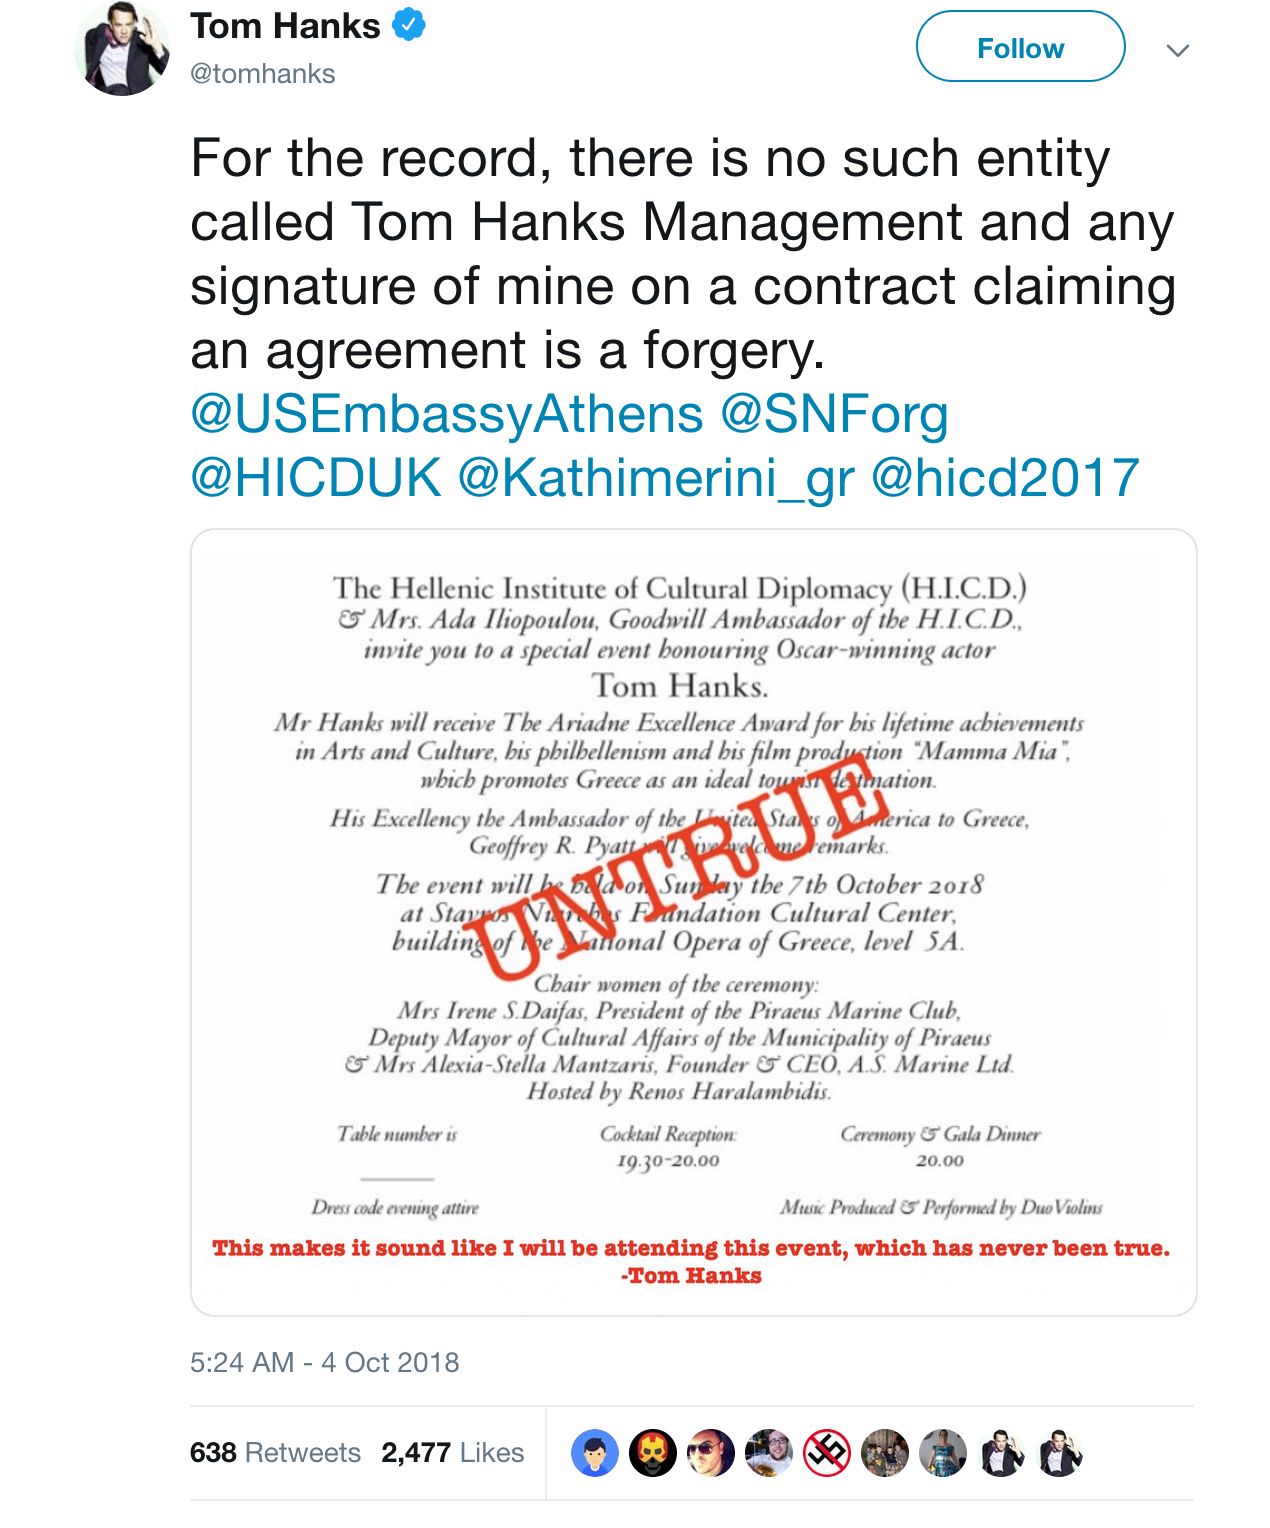 Tom Hanks
@tomhanks
Follow
For the record, there is no such entity
called Tom Hanks Management and any
signature of mine on a contract claiming
an agreement is a forgery.
@USEmbassyAthens @SNForg
@HICDUK @Kathimerini_gr @hicd2017
The Hellenic Institute of Cultural Diplomacy (H.I.C.D.)
& Mrs. Ada Iliopoulou, Goodwill Ambassador of the H.I.C.D.,
invite you to a special event honouring Oscar-winning actor
Tom Hanks.
Mr Hanks will receive The Ariadne Excellence Award for his lifetime achievements
in Arts and Culture, his philhellenism and his film production "Mamma Mia",
which promotes Greece as an ideal tourist destination.
His Excellency the Ambassador of the United States of America to Greece,
Geoffrey R. Pyatt will give welcome remarks.
The event will be held on Sunday the 7th October 2018
at Stavros Niarchos Foundation Cultural Center,
building of the National Opera of Greece, level 5A.
UNTRUE
Chair women of the ceremony:
Mrs Irene S.Daifas, President of the Piraeus Marine Club,
Deputy Mayor of Cultural Affairs of the Municipality of Piraeus
& Mrs Alexia-Stella Mantzaris, Founder & CEO, A.S. Marine Ltd.
Hosted by Renos Haralambidis.
Table number is
Cocktail Reception:
19.30-20.00
Ceremony & Gala Dinner
20.00
Dress code evening attire
Music Produced & Performed by Duo Violins
This makes it sound like I will be attending this event, which has never been true.
-Tom Hanks
5:24 AM - 4 Oct 2018
638 Retweets 2,477 Likes